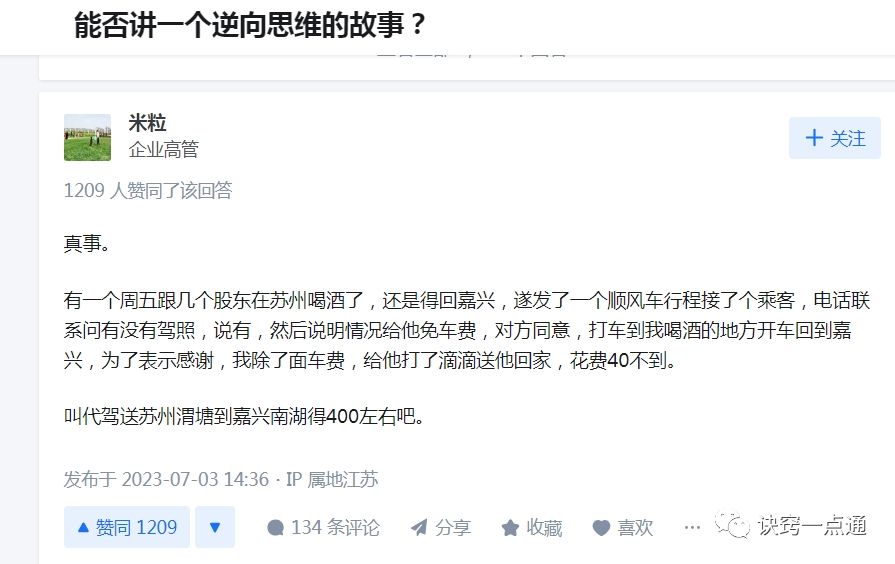 能否讲一个逆向思维的故事？
米粒
企业高管
关注
1209 人赞同了该回答
真事。
有一个周五跟几个股东在苏州喝酒了，还是得回嘉兴，遂发了一个顺风车行程接了个乘客，电话联
系问有没有驾照，说有，然后说明情况给他免车费，对方同意，打车到我喝酒的地方开车回到嘉
兴，为了表示感谢，我除了面车费，给他打了滴滴送他回家，花费40不到。
叫代驾送苏州渭塘到嘉兴南湖得400左右吧。
发布于 2023-07-03 14:36 · IP 属地江苏
赞同 1209 134 条评论 分享 收藏 喜欢 ···
诀窍一点通